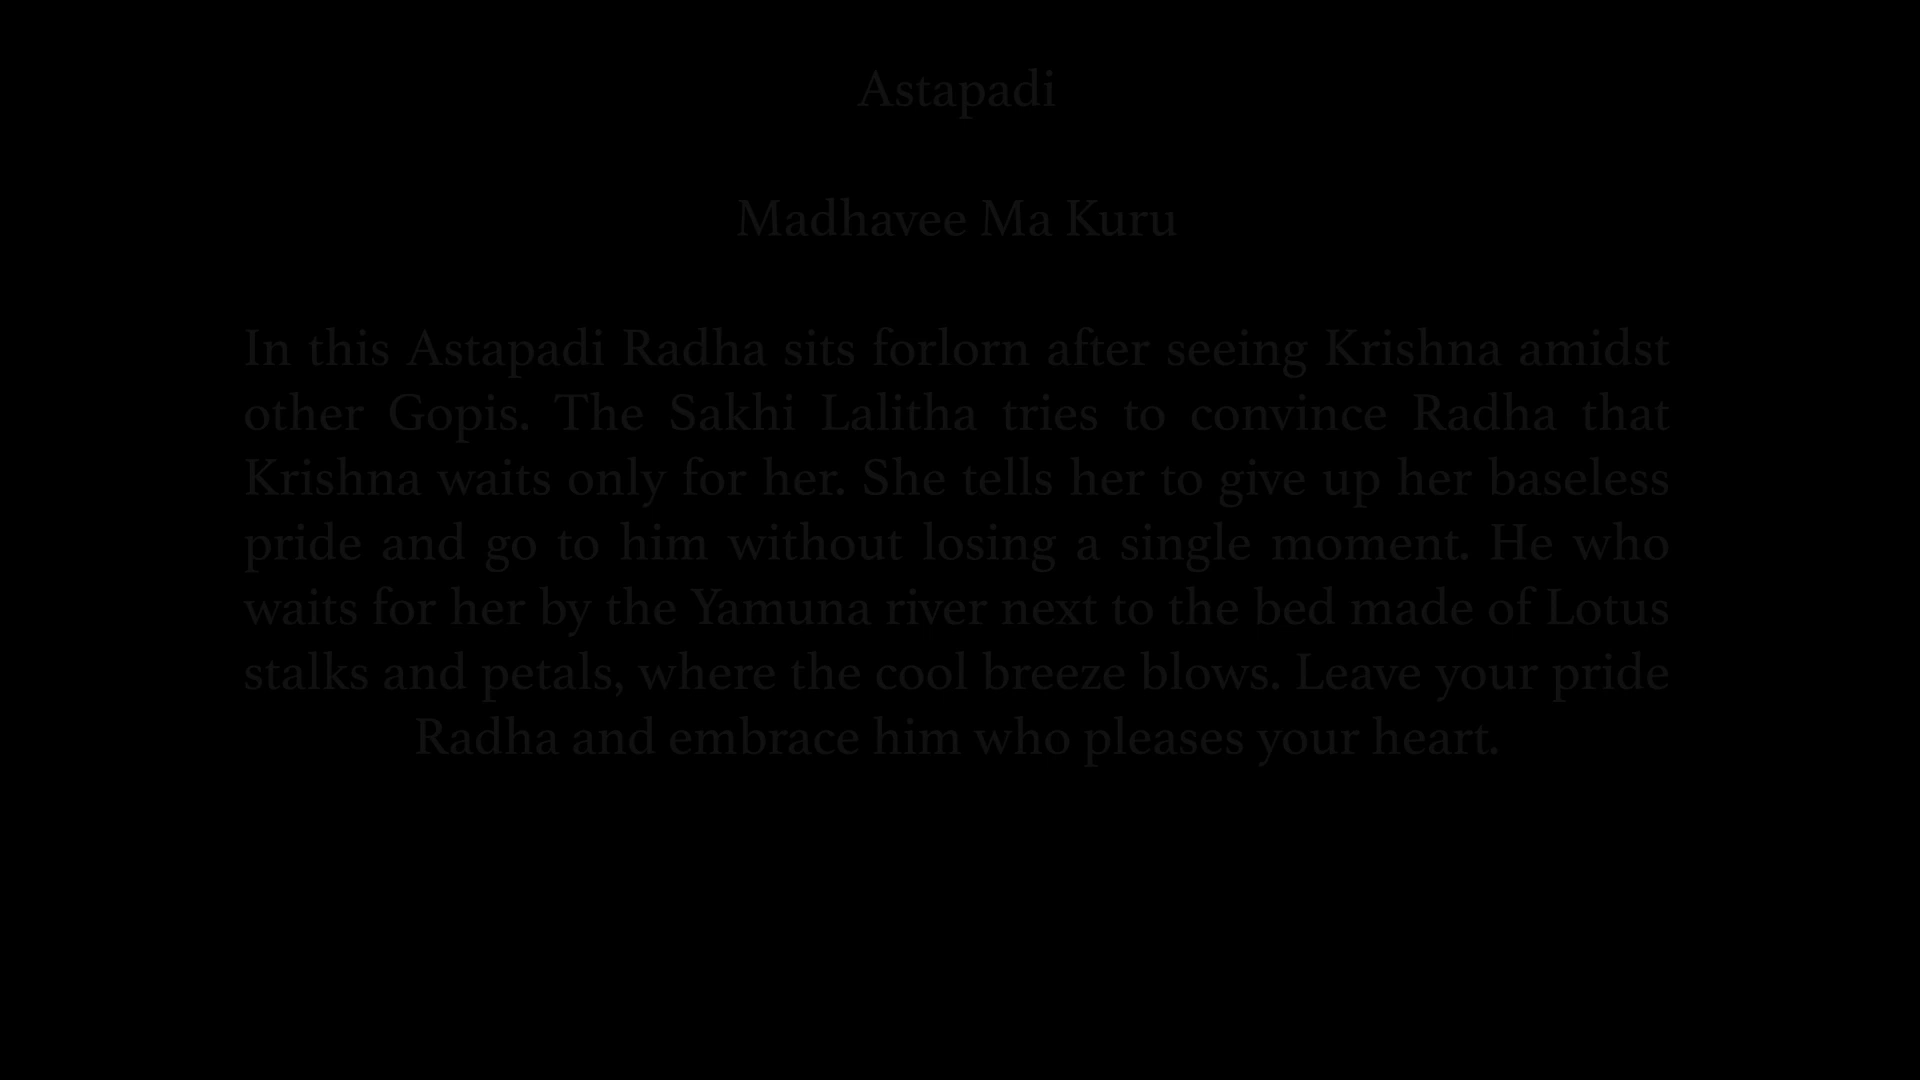 Astapadi
Madhavee Ma Kuru
In this Astapadi Radha sits forlorn after seeing Krishna amidst
other Gopis. The Sakhi Lalitha tries to convince Radha that
Krishna waits only for her. She tells her to give up her baseless
pride and go to him without losing a single moment. He who
waits for her by the Yamuna river next to the bed made of Lotus
stalks and petals, where the cool breeze blows. Leave your pride
Radha and embrace him who pleases your heart.